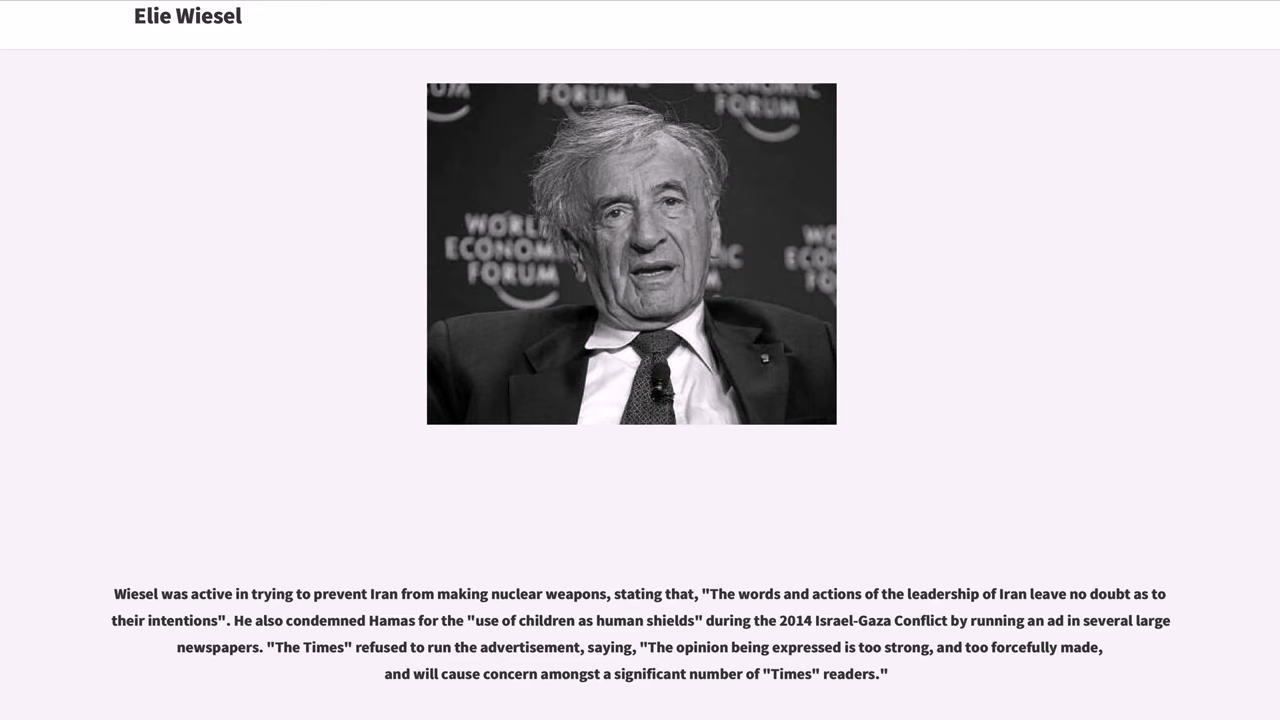 Elie Wiesel
ECONOMIC
FORUM
FORUM
WORLD
ECONOMIC
FORUM
Wiesel was active in trying to prevent Iran from making nuclear weapons, stating that, "The words and actions of the leadership of Iran leave no doubt as to
their intentions". He also condemned Hamas for the "use of children as human shields" during the 2014 Israel-Gaza Conflict by running an ad in several large
newspapers. "The Times" refused to run the advertisement, saying, "The opinion being expressed is too strong, and too forcefully made,
and will cause concern amongst a significant number of "Times" readers."